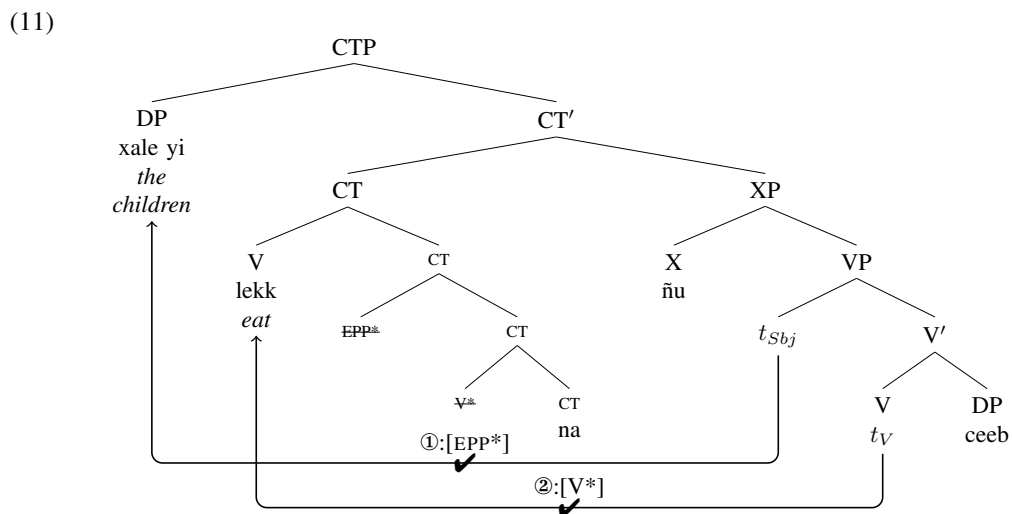 (11)
CTP
DP CT′
xale yi
the
children
CT XP
V CT X VP
lekk ñu
eat
EPP* CT t_Sbj V′
V* CT V DP
na t_V ceeb
①:[EPP*]
✔
②:[V*]
✔